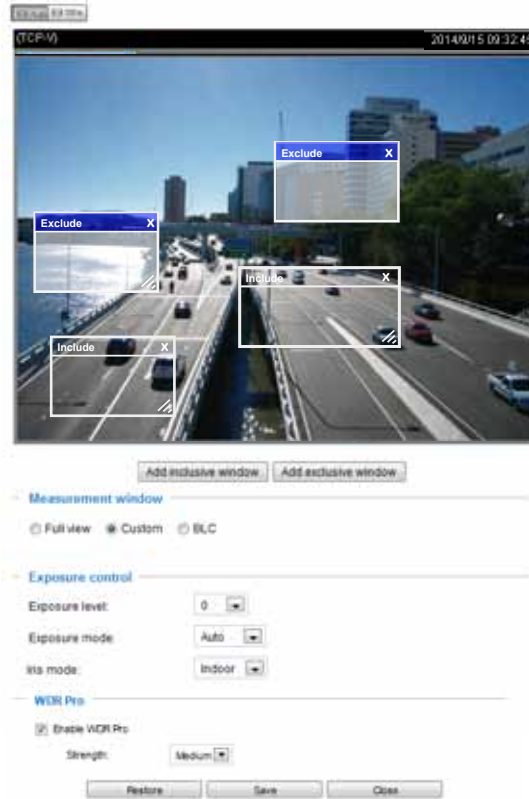 (TCP-V) 2014/9/15 09:32:4
Exclude X
Exclude X
Include X
Include X
Add inclusive window Add exclusive window
Measurement window
Full view Custom BLC
Exposure control
Exposure level: 0
Exposure mode: Auto
Iris mode: Indoor
WDR Pro
Enable WDR Pro
Strength: Medium
Restore Save Close